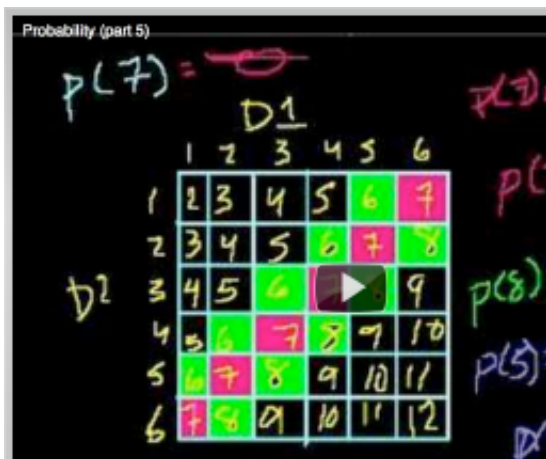 Probability (part 5)
p(7) =
p(7)
D1
1 2 3 4 5 6
p(
1 2 3 4 5 6 7
2 3 4 5 6 7 8
D2 3 4 5 6 9
p(8)
4 5 6 7 8 9 10
p(5)
5 6 7 8 9 10 11
6 7 8 9 10 11 12